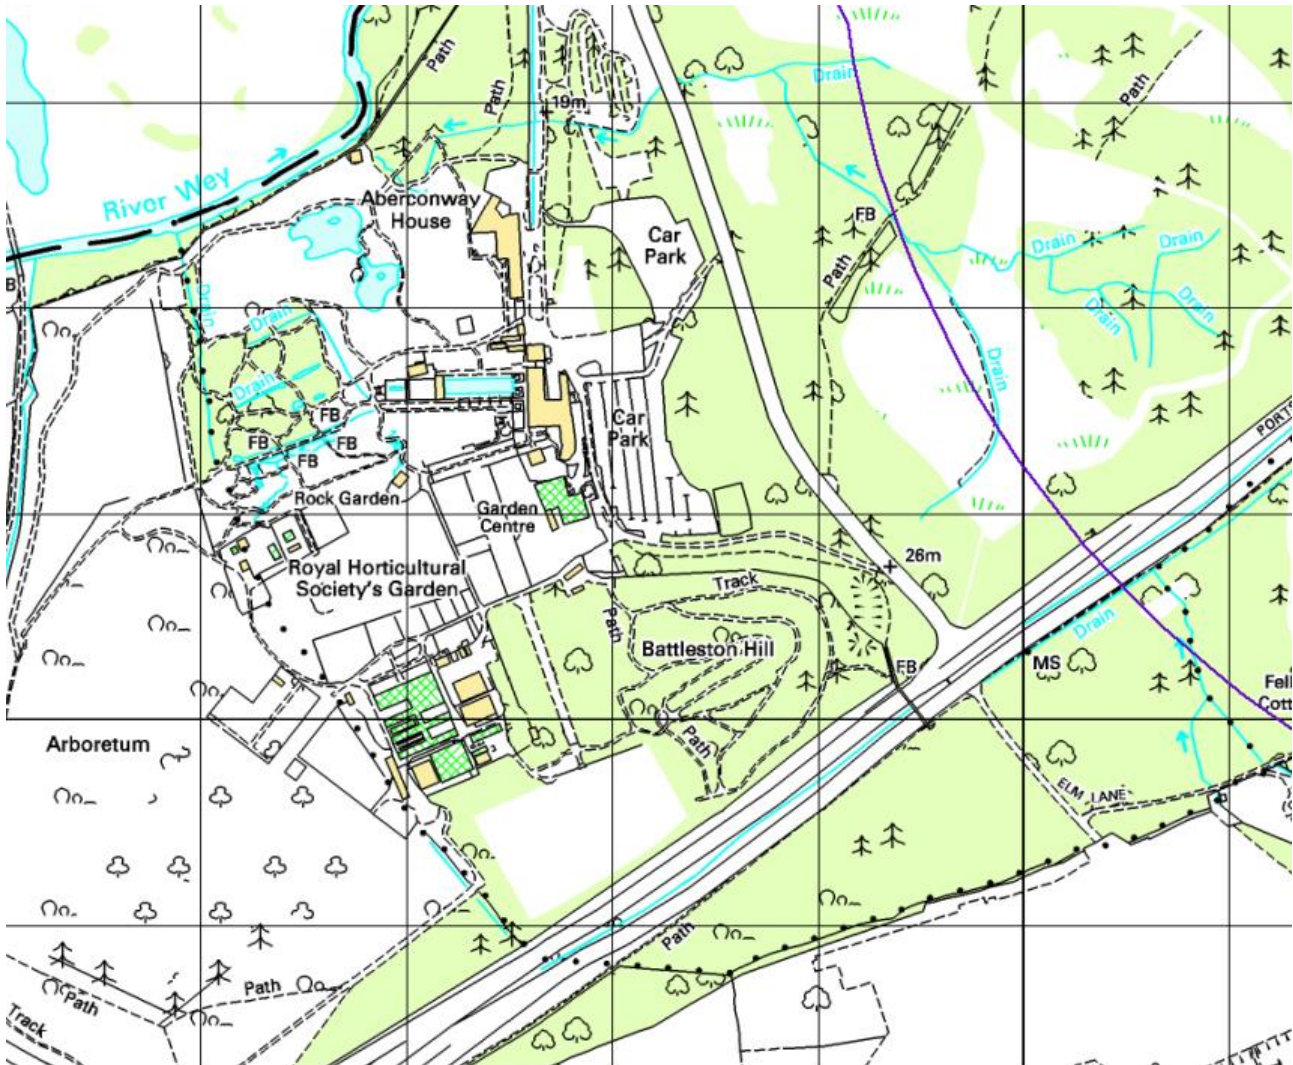 Path
Path
Drain
Path
19m
River Wey
Aberconway
House
Car
Park
FB
Drain
Drain
Path
Drain
Drain
Drain
Drain
Drain
Drain
FB
FB
FB
FB
Car
Park
PORTS
Rock Garden
Garden
Centre
Royal Horticultural
Society's Garden
26m
Track
Path
Battleston Hill
FB
Drain
MS
Fell
Cott
Arboretum
Path
ELM LANE
Path
Path
Path
Track